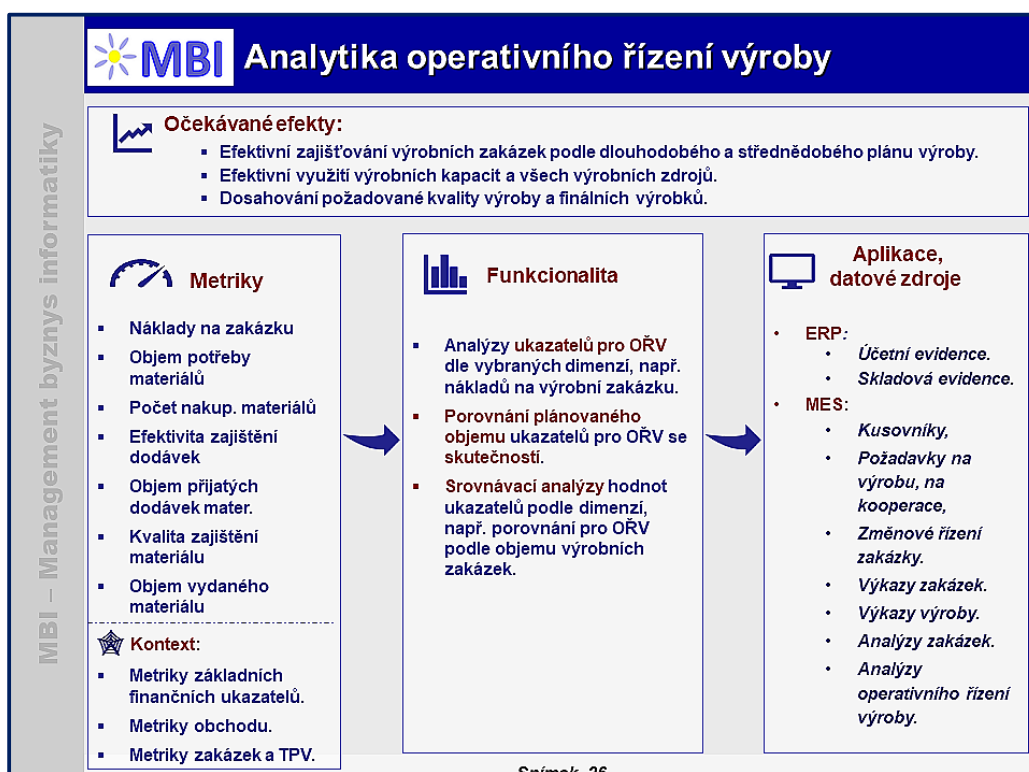 MBI – Management byznys informatiky
MBI
Analytika operativního řízení výroby
Očekávané efekty:
▪ Efektivní zajišťování výrobních zakázek podle dlouhodobého a střednědobého plánu výroby.
▪ Efektivní využití výrobních kapacit a všech výrobních zdrojů.
▪ Dosahování požadované kvality výroby a finálních výrobků.
Metriky
▪ Náklady na zakázku
▪ Objem potřeby
materiálů
▪ Počet nakup. materiálů
▪ Efektivita zajištění
dodávek
▪ Objem přijatých
dodávek mater.
▪ Kvalita zajištění
materiálu
▪ Objem vydaného
materiálu
Kontext:
▪ Metriky základních
finančních ukazatelů.
▪ Metriky obchodu.
▪ Metriky zakázek a TPV.
Funkcionalita
▪ Analýzy ukazatelů pro OŘV
dle vybraných dimenzí, např.
nákladů na výrobní zakázku.
▪ Porovnání plánovaného
objemu ukazatelů pro OŘV se
skutečností.
▪ Srovnávací analýzy hodnot
ukazatelů podle dimenzí,
např. porovnání pro OŘV
podle objemu výrobních
zakázek.
Aplikace,
datové zdroje
• ERP:
• Účetní evidence.
• Skladová evidence.
• MES:
• Kusovníky,
• Požadavky na
výrobu, na
kooperace,
• Změnové řízení
zakázky.
• Výkazy zakázek.
• Výkazy výroby.
• Analýzy zakázek.
• Analýzy
operativního řízení
výroby.
Snímek 26